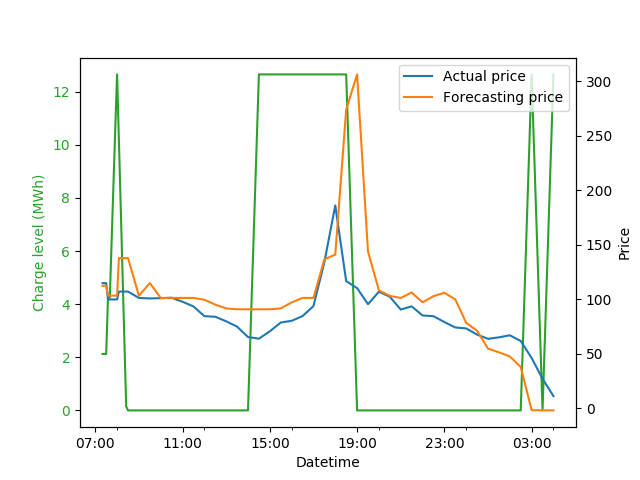 Actual price
Forecasting price
12
10
8
6
4
2
0
Charge level (MWh)
300
250
200
150
100
50
0
Price
07:00 11:00 15:00 19:00 23:00 03:00
Datetime